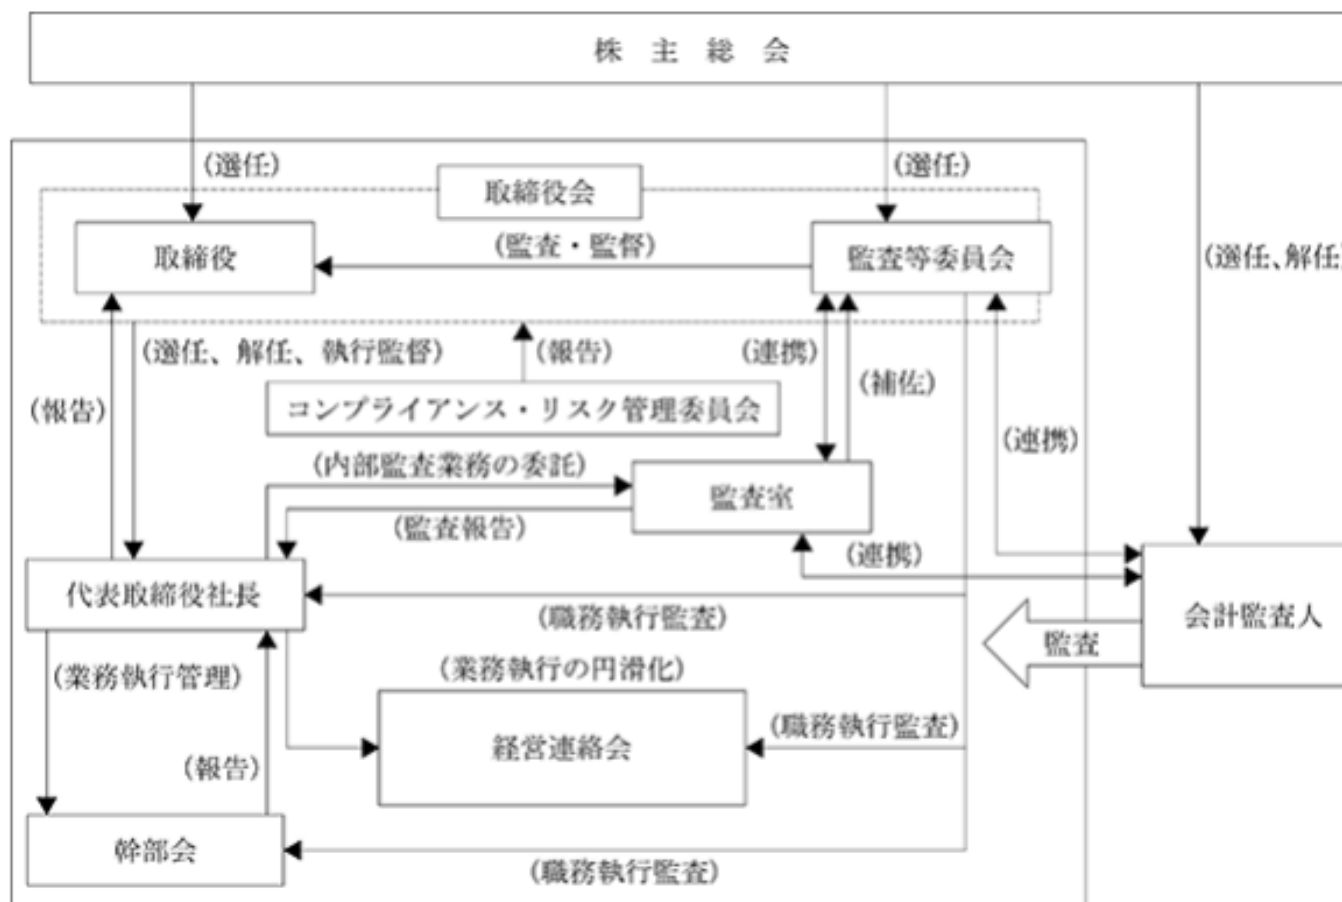 株主総会
(選任)
(選任)
取締役会
取締役
(監査・監督)
監査等委員会
(選任、解任)
(選任、解任、執行監督)
(報告)
(連携)
(補佐)
(報告)
コンプライアンス・リスク管理委員会
(連携)
(内部監査業務の委託)
監査室
(監査報告)
(連携)
代表取締役社長
(職務執行監査)
会計監査人
監査
(業務執行管理)
(業務執行の円滑化)
経営連絡会
(職務執行監査)
(報告)
幹部会
(職務執行監査)